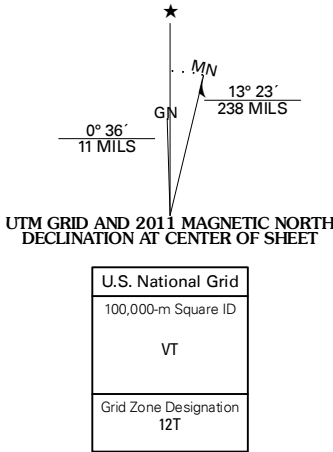 ★
MN
13° 23´
238 MILS
GN
0° 36´
11 MILS
UTM GRID AND 2011 MAGNETIC NORTH
DECLINATION AT CENTER OF SHEET
U.S. National Grid
100,000-m Square ID
VT
Grid Zone Designation
12T